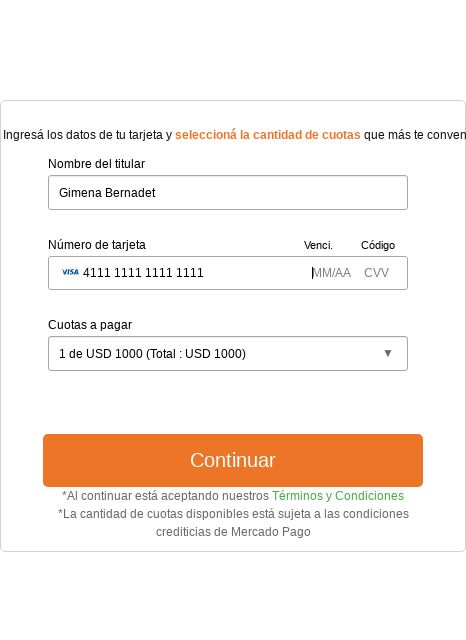 Ingresá los datos de tu tarjeta y seleccioná la cantidad de cuotas que más te conven
Nombre del titular
Gimena Bernadet
Número de tarjeta Venci. Código
VISA 4111 1111 1111 1111 MM/AA CVV
Cuotas a pagar
1 de USD 1000 (Total : USD 1000)
Continuar
*Al continuar está aceptando nuestros Términos y Condiciones
*La cantidad de cuotas disponibles está sujeta a las condiciones
crediticias de Mercado Pago